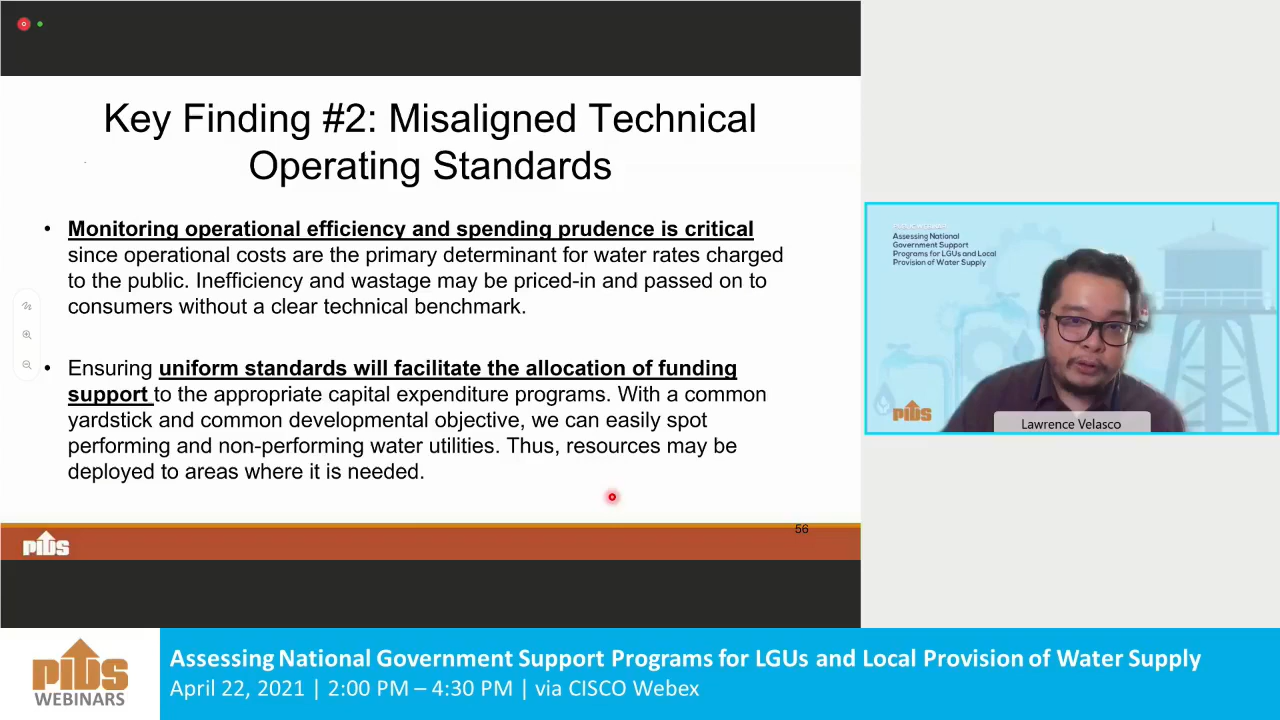 Key Finding #2: Misaligned Technical
Operating Standards
• Monitoring operational efficiency and spending prudence is critical
since operational costs are the primary determinant for water rates charged
to the public. Inefficiency and wastage may be priced-in and passed on to
consumers without a clear technical benchmark.
• Ensuring uniform standards will facilitate the allocation of funding
support to the appropriate capital expenditure programs. With a common
yardstick and common developmental objective, we can easily spot
performing and non-performing water utilities. Thus, resources may be
deployed to areas where it is needed.
56
PIDS
Assessing National
Government Support
Programs for LGUs and Local
Provision of Water Supply
PIDS
Lawrence Velasco
PIDS
WEBINARS
Assessing National Government Support Programs for LGUs and Local Provision of Water Supply
April 22, 2021 | 2:00 PM – 4:30 PM | via CISCO Webex